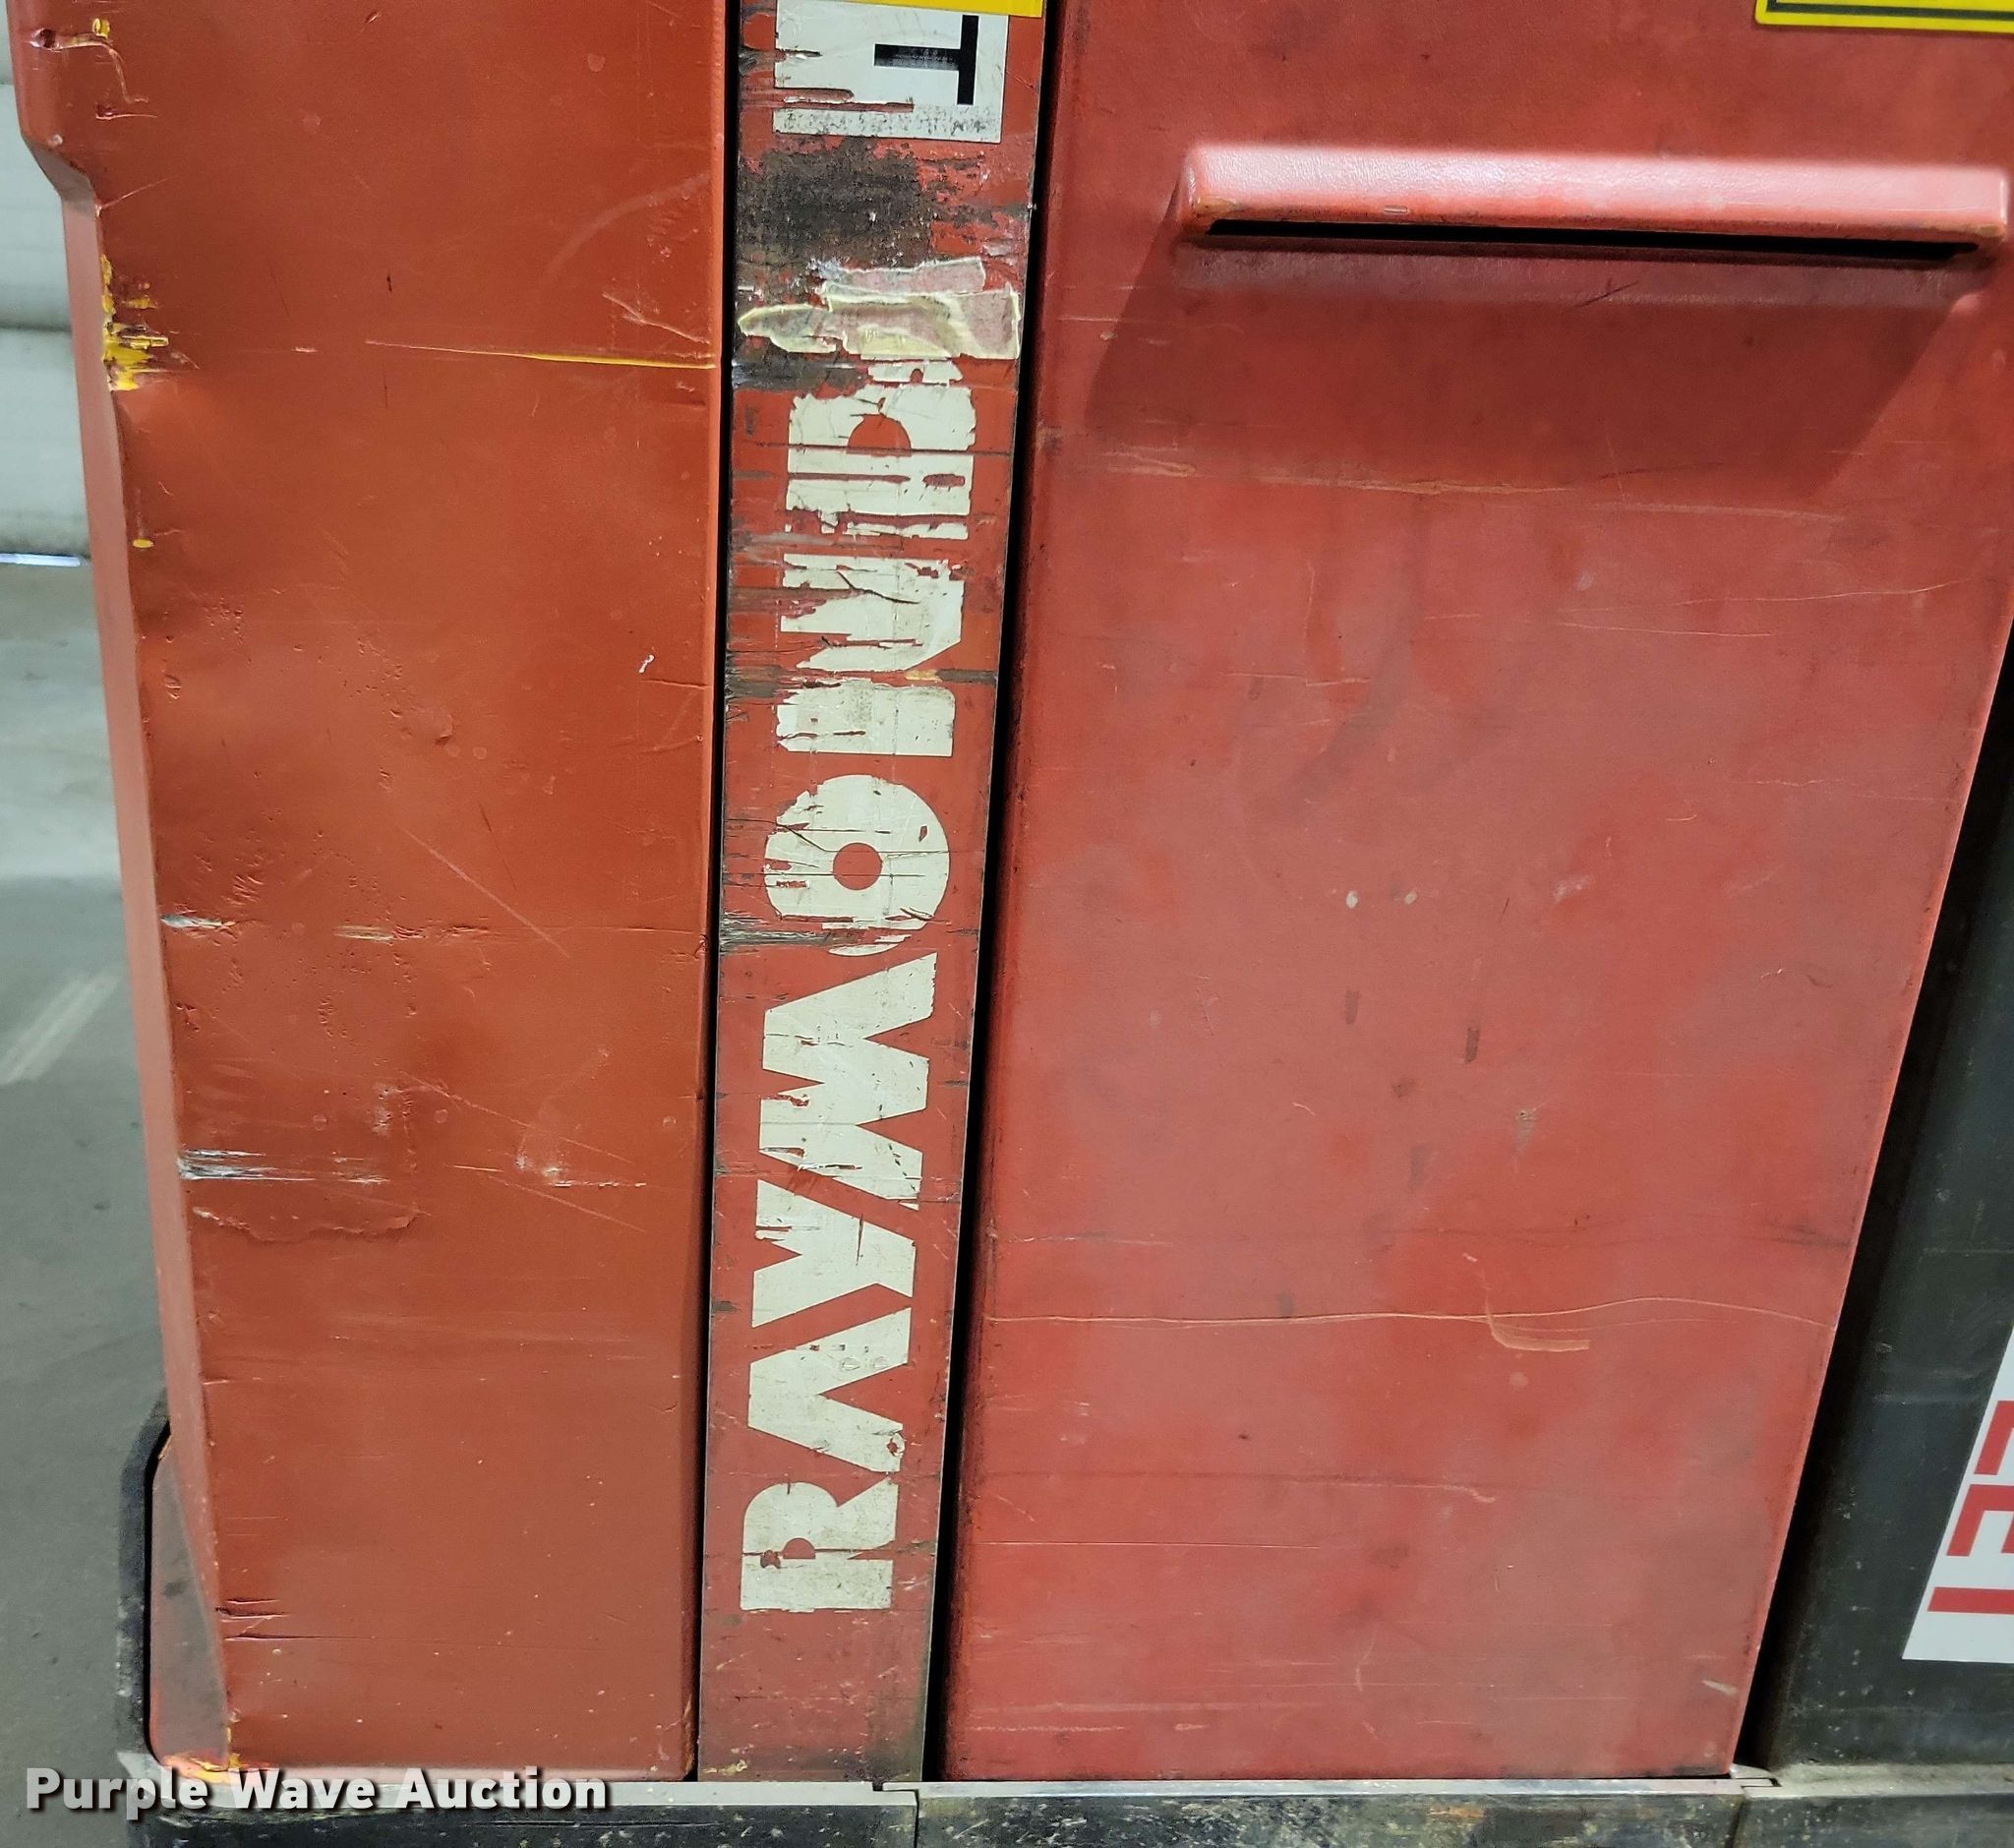 T
RAYMOND
Purple Wave Auction